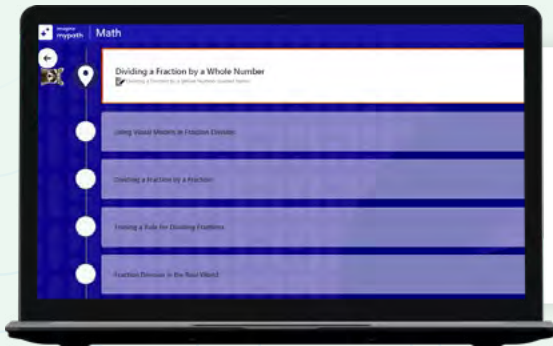 imagine
mypath
Math
Dividing a Fraction by a Whole Number
Using Visual Models in Fraction Division
Dividing a Fraction by a Fraction
Finding a Rule for Dividing Fractions
Fraction Division in the Real World